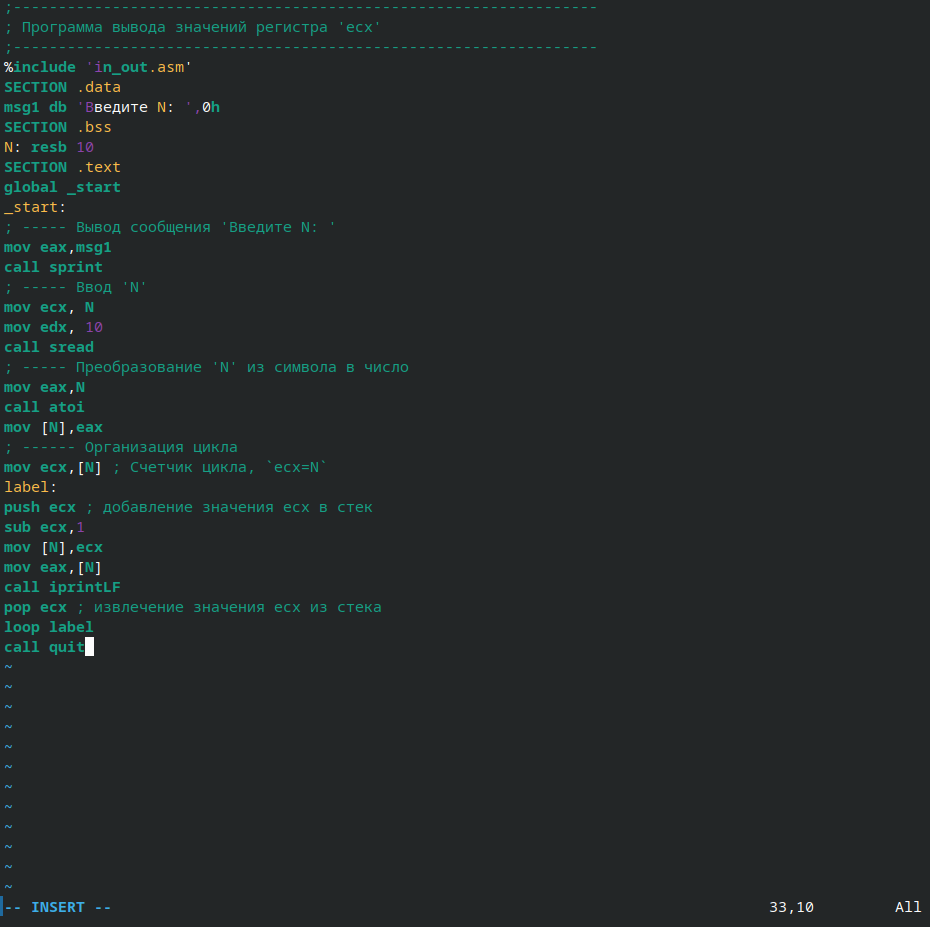 ;-----------------------------------------------------------------
; Программа вывода значений регистра 'ecx'
;-----------------------------------------------------------------
%include 'in_out.asm'
SECTION .data
msg1 db 'Введите N: ',0h
SECTION .bss
N: resb 10
SECTION .text
global _start
_start:
; ----- Вывод сообщения 'Введите N: '
mov eax,msg1
call sprint
; ----- Ввод 'N'
mov ecx, N
mov edx, 10
call sread
; ----- Преобразование 'N' из символа в число
mov eax,N
call atoi
mov [N],eax
; ------ Организация цикла
mov ecx,[N] ; Счетчик цикла, `ecx=N`
label:
push ecx ; добавление значения ecx в стек
sub ecx,1
mov [N],ecx
mov eax,[N]
call iprintLF
pop ecx ; извлечение значения ecx из стека
loop label
call quit
~
~
~
~
~
~
~
~
~
~
~
~
-- INSERT -- 33,10 All